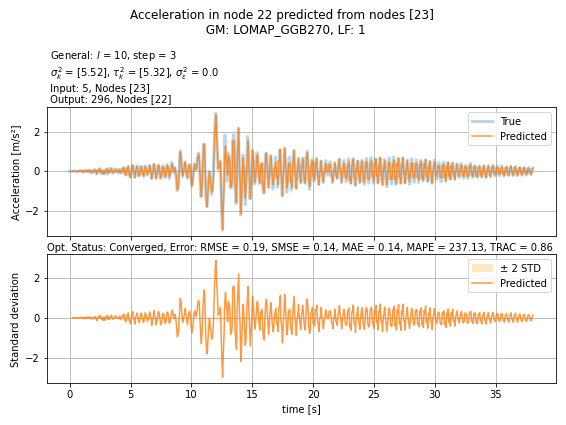 Acceleration in node 22 predicted from nodes [23]
GM: LOMAP_GGB270, LF: 1
General: l = 10, step = 3
σ²ₖ = [5.52], τ²ₖ = [5.32], σ²ε = 0.0
Input: 5, Nodes [23]
Output: 296, Nodes [22]
Acceleration [m/s²]
2
0
−2
True
Predicted
Opt. Status: Converged, Error: RMSE = 0.19, SMSE = 0.14, MAE = 0.14, MAPE = 237.13, TRAC = 0.86
Standard deviation
2
0
−2
± 2 STD
Predicted
0 5 10 15 20 25 30 35
time [s]